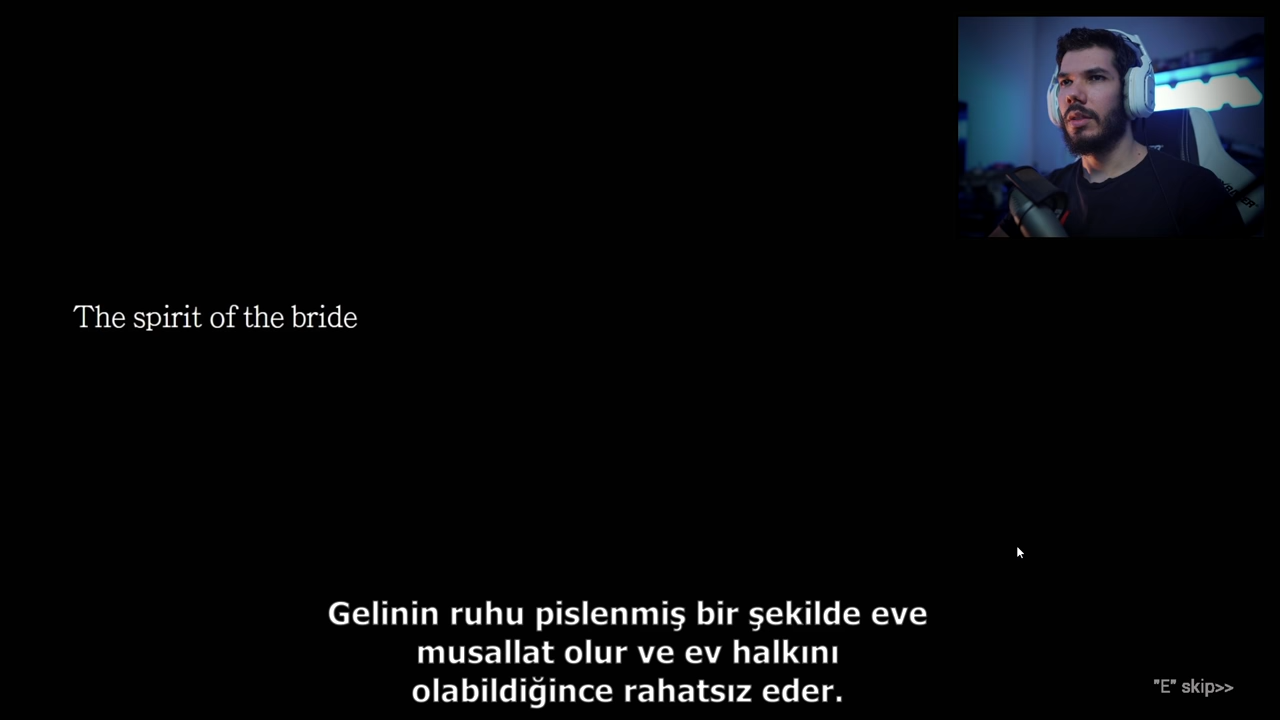 The spirit of the bride
Gelinin ruhu pislenmiş bir şekilde eve
musallat olur ve ev halkını
olabildiğince rahatsız eder.
"E" skip>>